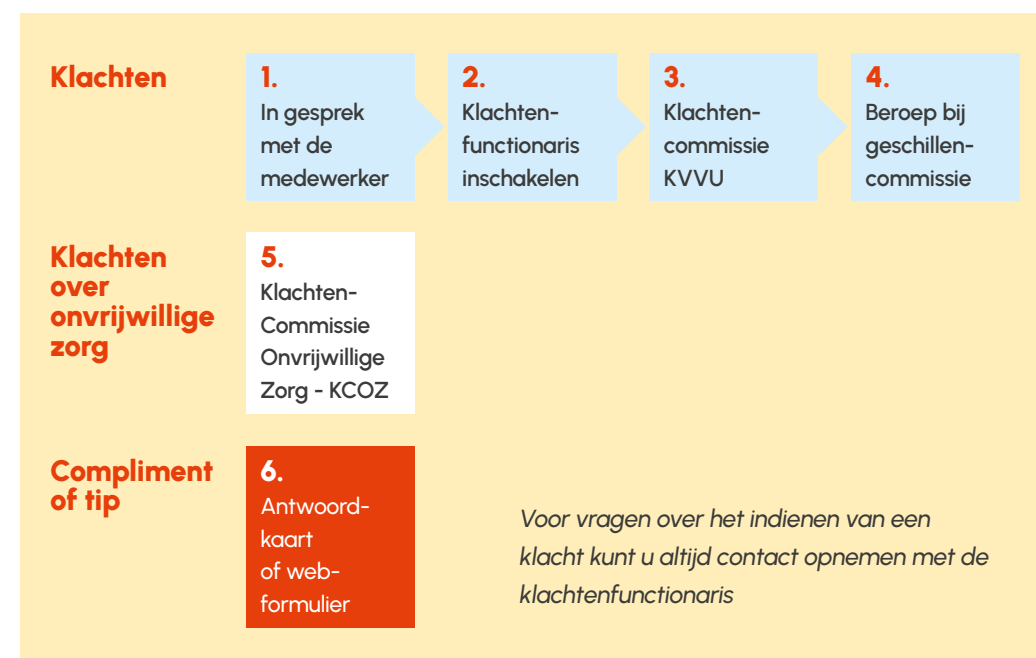 Klachten
1.
In gesprek
met de
medewerker
2.
Klachten-
functionaris
inschakelen
3.
Klachten-
commissie
KVVU
4.
Beroep bij
geschillen-
commissie
Klachten
over
onvrijwillige
zorg
5.
Klachten-
Commissie
Onvrijwillige
Zorg - KCOZ
Compliment
of tip
6.
Antwoord-
kaart
of web-
formulier
Voor vragen over het indienen van een
klacht kunt u altijd contact opnemen met de
klachtenfunctionaris